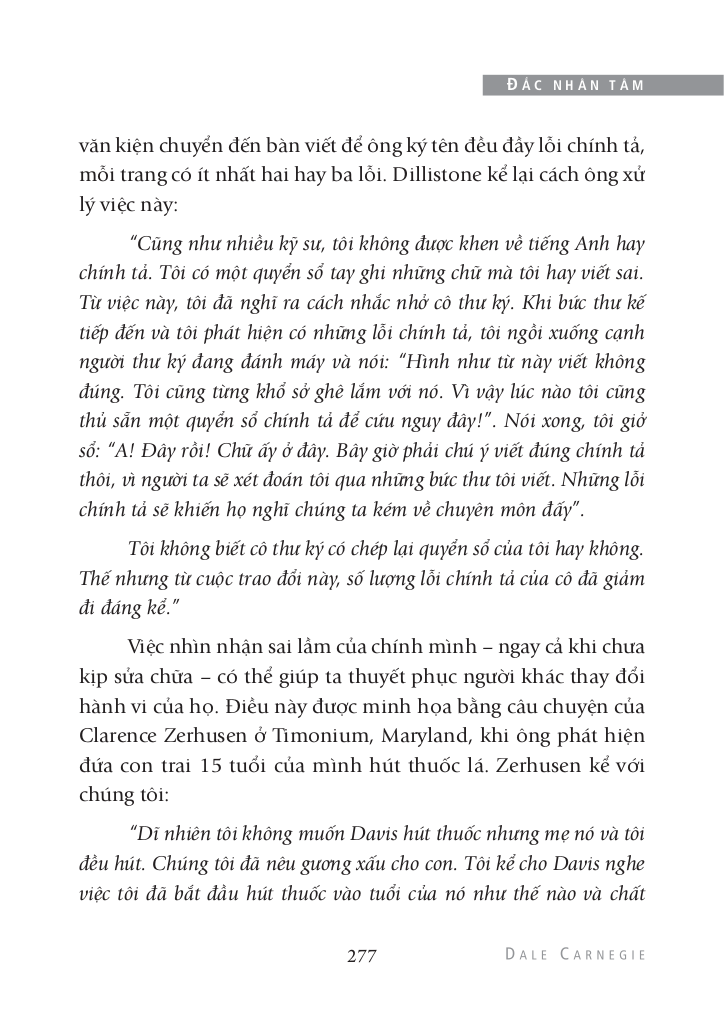 ĐẮC NHÂN TÂM
văn kiện chuyển đến bàn viết để ông ký tên đều đầy lỗi chính tả,
mỗi trang có ít nhất hai hay ba lỗi. Dillistone kể lại cách ông xử
lý việc này:
“Cũng như nhiều kỹ sư, tôi không được khen về tiếng Anh hay
chính tả. Tôi có một quyển sổ tay ghi những chữ mà tôi hay viết sai.
Từ việc này, tôi đã nghĩ ra cách nhắc nhở cô thư ký. Khi bức thư kế
tiếp đến và tôi phát hiện có những lỗi chính tả, tôi ngồi xuống cạnh
người thư ký đang đánh máy và nói: “Hình như từ này viết không
đúng. Tôi cũng từng khổ sở ghê lắm với nó. Vì vậy lúc nào tôi cũng
thủ sẵn một quyển sổ chính tả để cứu nguy đây!”. Nói xong, tôi giở
sổ: “A! Đây rồi! Chữ ấy ở đây. Bây giờ phải chú ý viết đúng chính tả
thôi, vì người ta sẽ xét đoán tôi qua những bức thư tôi viết. Những lỗi
chính tả sẽ khiến họ nghĩ chúng ta kém về chuyên môn đấy”.
Tôi không biết cô thư ký có chép lại quyển sổ của tôi hay không.
Thế nhưng từ cuộc trao đổi này, số lượng lỗi chính tả của cô đã giảm
đi đáng kể.”
Việc nhìn nhận sai lầm của chính mình – ngay cả khi chưa
kịp sửa chữa – có thể giúp ta thuyết phục người khác thay đổi
hành vi của họ. Điều này được minh họa bằng câu chuyện của
Clarence Zerhusen ở Timonium, Maryland, khi ông phát hiện
đứa con trai 15 tuổi của mình hút thuốc lá. Zerhusen kể với
chúng tôi:
“Dĩ nhiên tôi không muốn Davis hút thuốc nhưng mẹ nó và tôi
đều hút. Chúng tôi đã nêu gương xấu cho con. Tôi kể cho Davis nghe
việc tôi đã bắt đầu hút thuốc vào tuổi của nó như thế nào và chất
277
DALE CARNEGIE